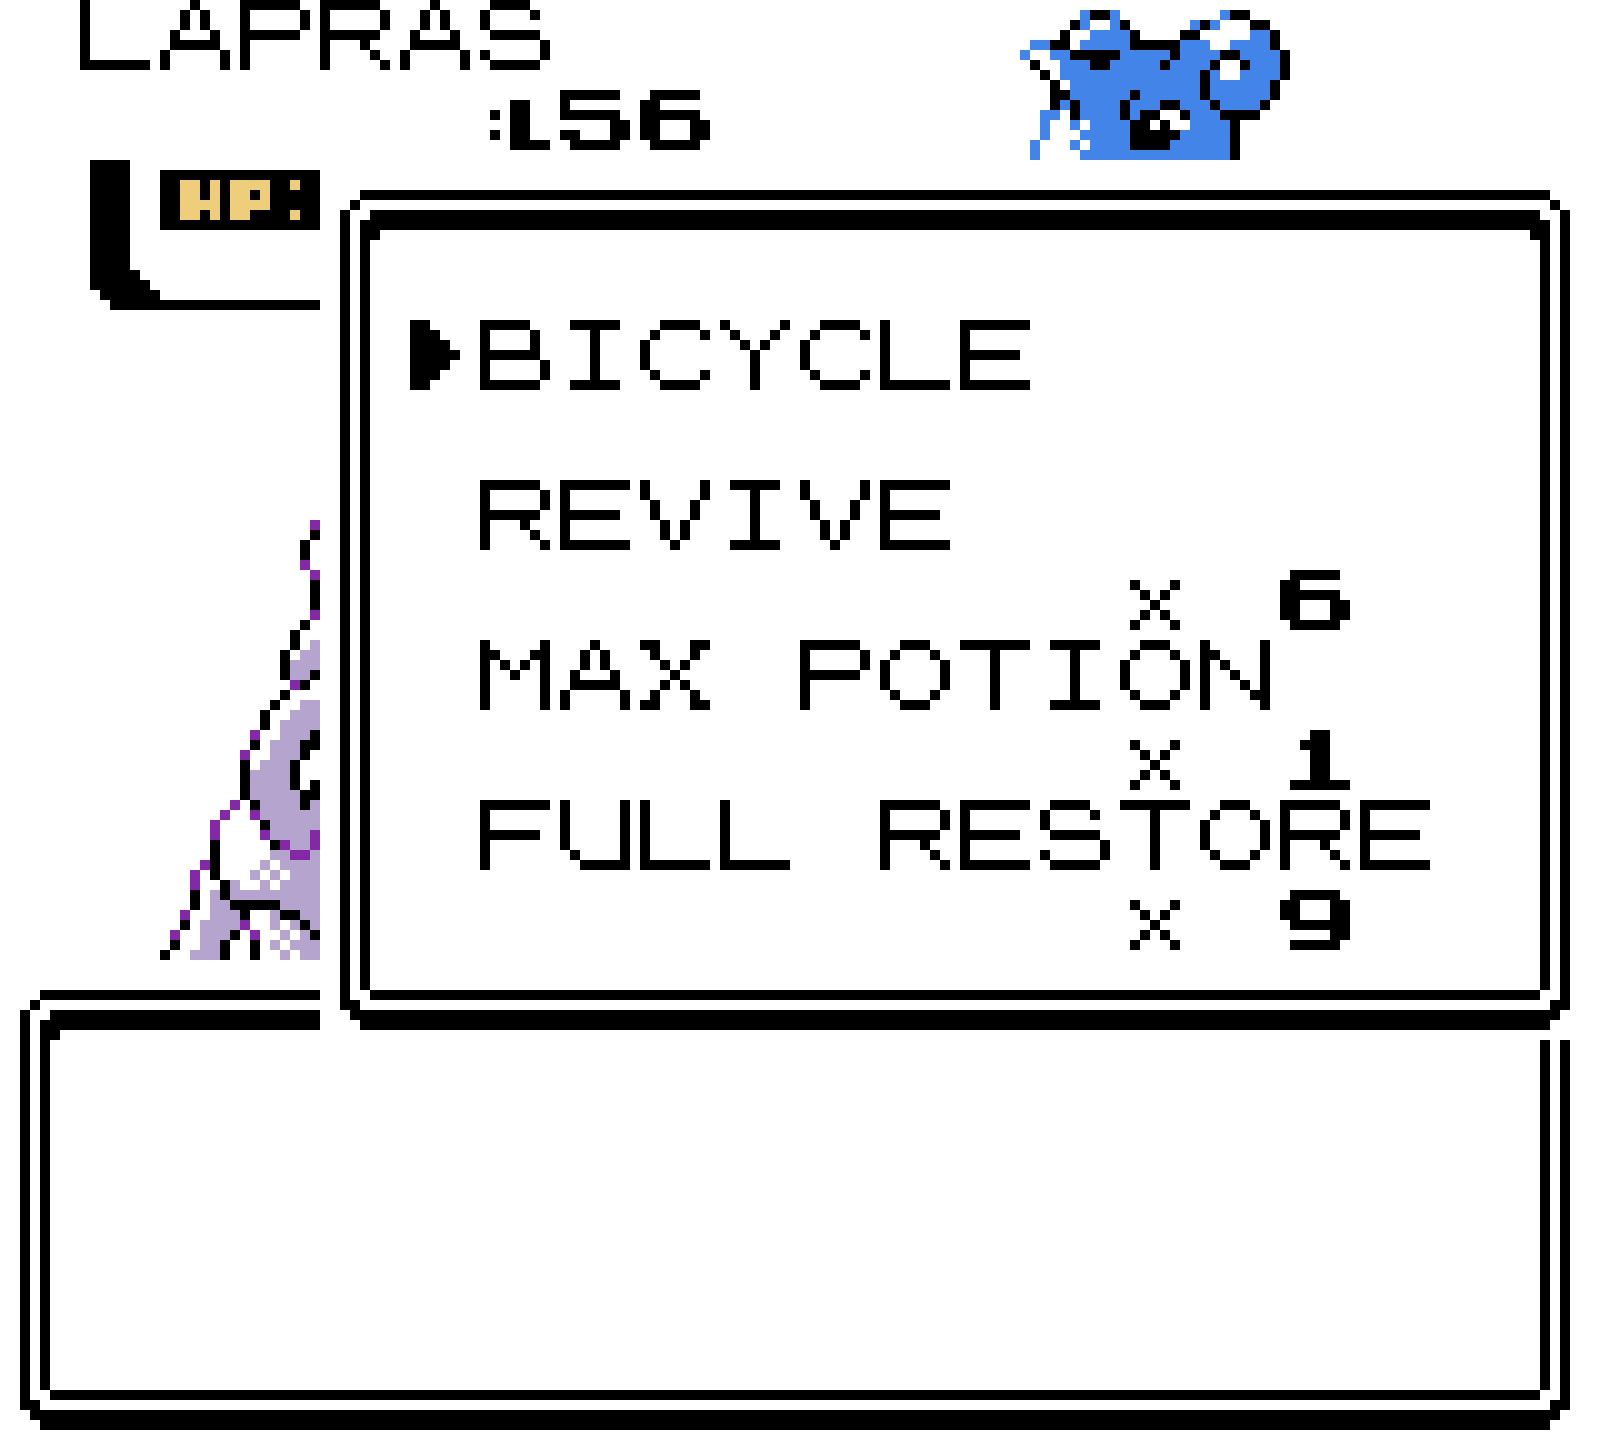 LAPRAS
:L56
HP:
▶BICYCLE
REVIVE
× 6
MAX POTION
× 1
FULL RESTORE
× 9